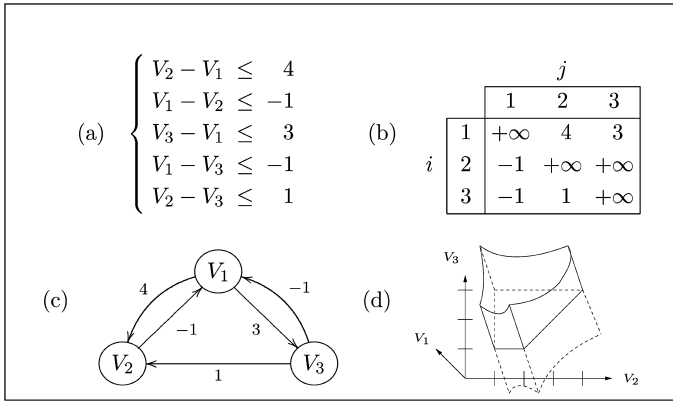 (a)
V₂ − V₁ ≤ 4
V₁ − V₂ ≤ −1
V₃ − V₁ ≤ 3
V₁ − V₃ ≤ −1
V₂ − V₃ ≤ 1
(b)
j
1 2 3
i
1 +∞ 4 3
2 −1 +∞ +∞
3 −1 1 +∞
(c)
V₁
4
−1
−1
3
V₂
V₃
1
(d)
V₃
V₁
V₂